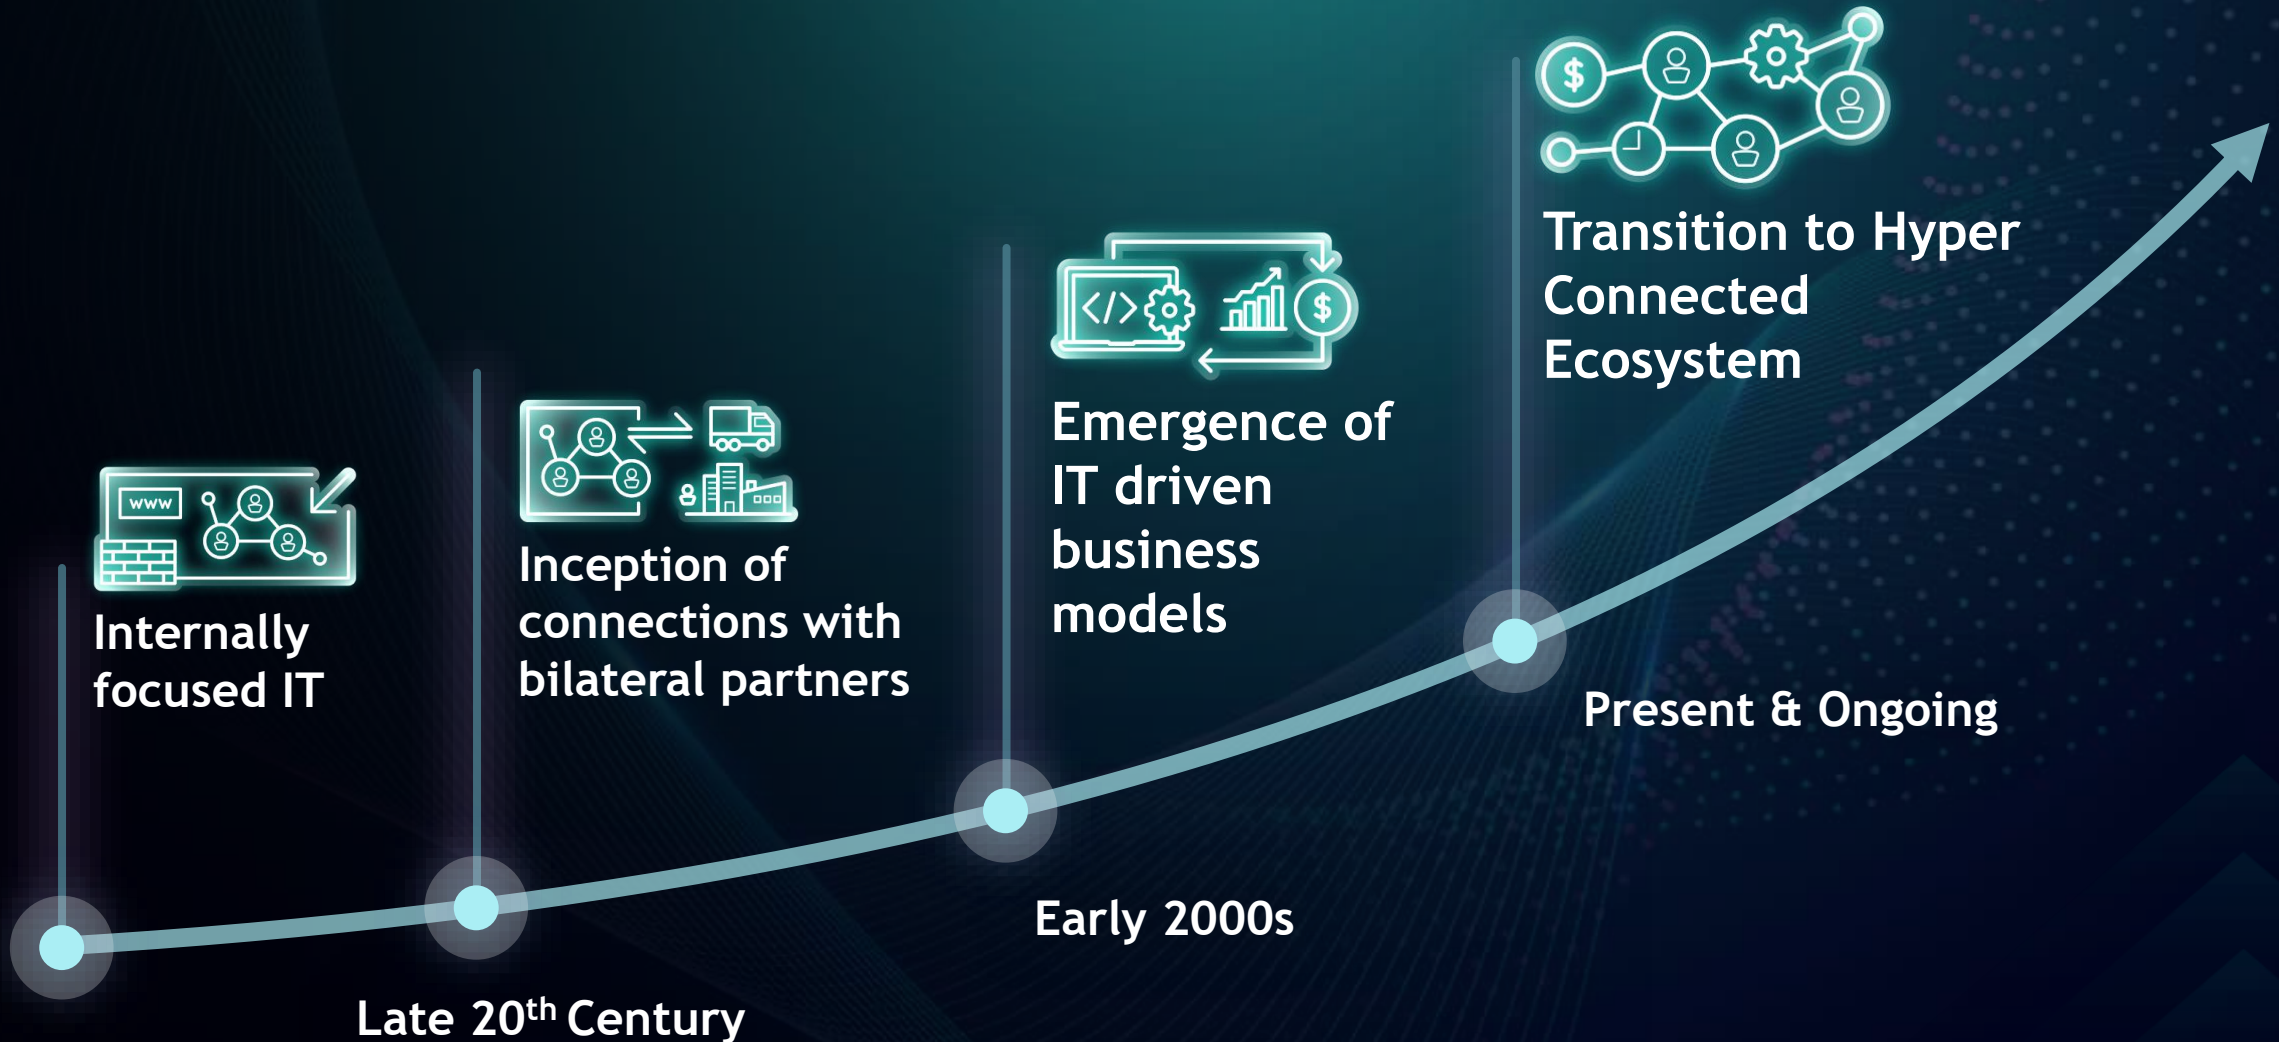 www
Internally
focused IT
Inception of
connections with
bilateral partners
Late 20th Century
</>
$
Emergence of
IT driven
business
models
Early 2000s
$
Transition to Hyper
Connected
Ecosystem
Present & Ongoing